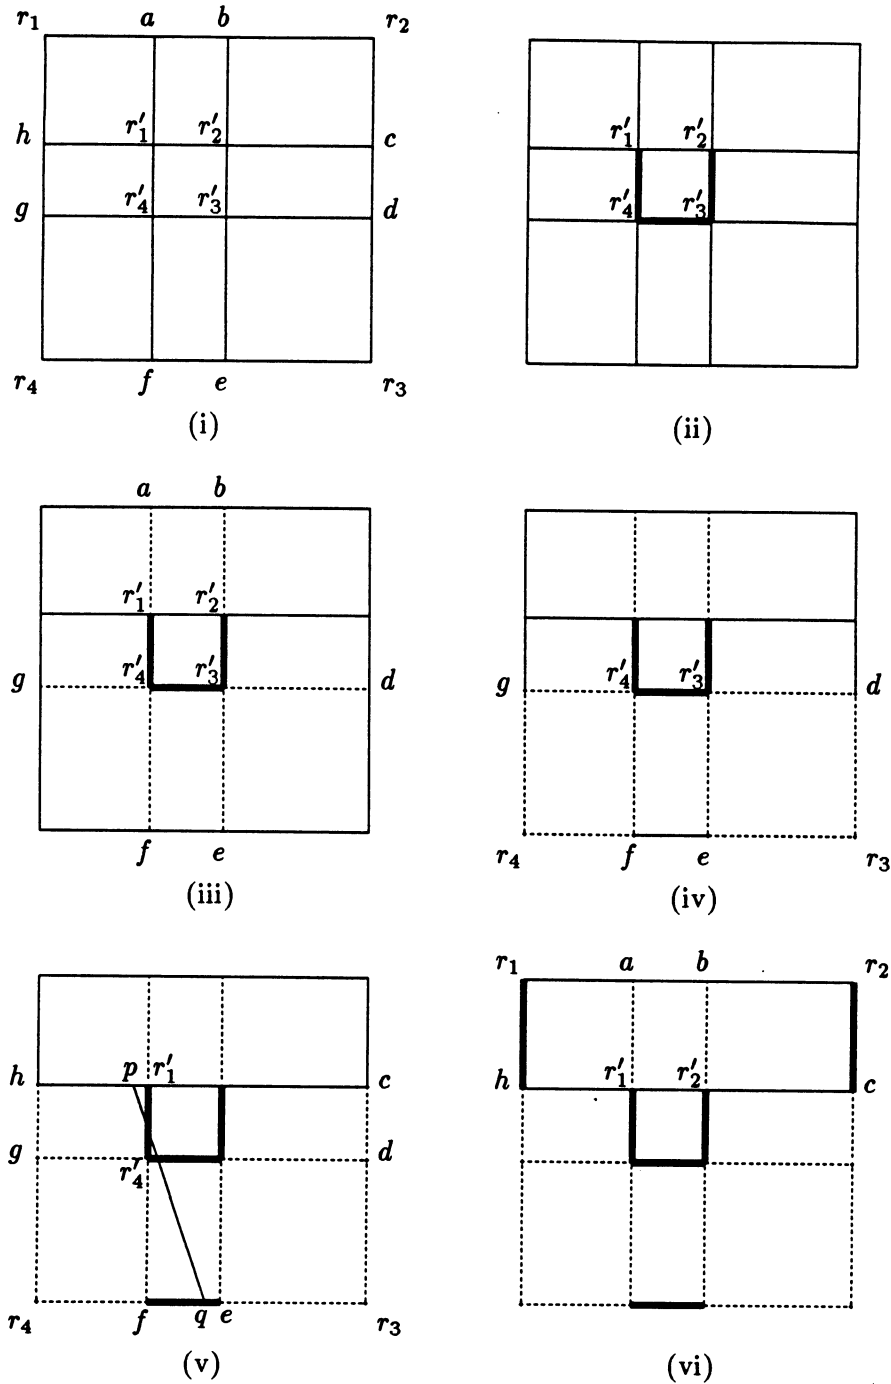 r₁ a b r₂
h r′₁ r′₂ c r′₁ r′₂
g r′₄ r′₃ d r′₄ r′₃
r₄ f e r₃
(i) (ii)
a b
r′₁ r′₂
g r′₄ r′₃ d g r′₄ r′₃ d
f e r₄ f e r₃
(iii) (iv)
r₁ a b r₂
h p r′₁ c h r′₁ r′₂ c
g r′₄ d
r₄ f q e r₃
(v) (vi)